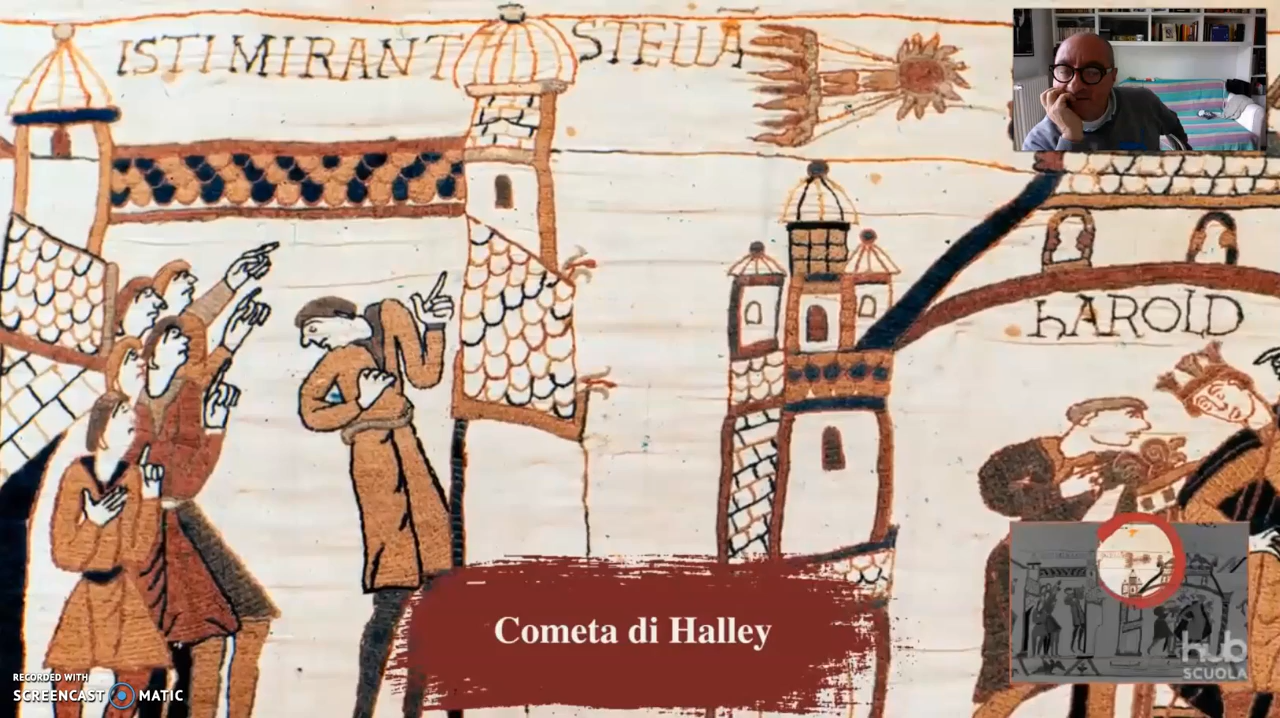 ISTI MIRANT STELLA
HAROLD
Cometa di Halley
hub
SCUOLA
RECORDED WITH
SCREENCAST MATIC